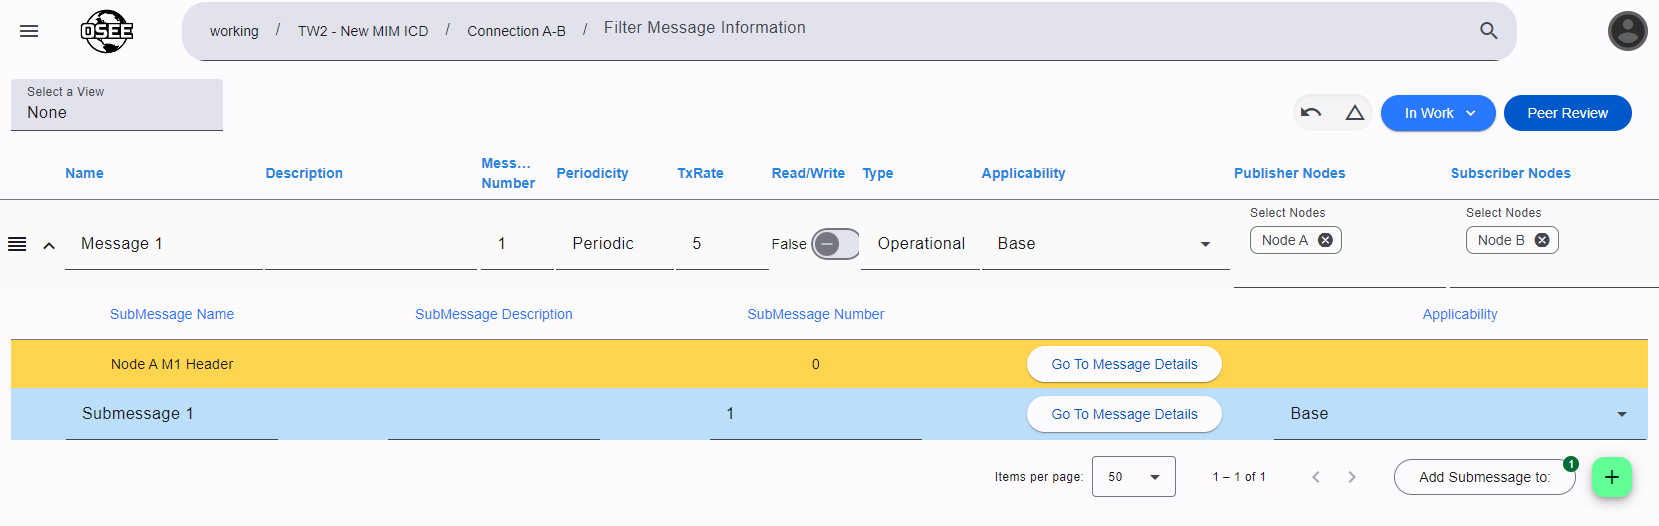 OSEE
working / TW2 - New MIM ICD / Connection A-B / Filter Message Information
Select a View
None
In Work
Peer Review
Name Description Mess... Number Periodicity TxRate Read/Write Type Applicability Publisher Nodes Subscriber Nodes
Select Nodes Select Nodes
Message 1 1 Periodic 5 False Operational Base Node A Node B
SubMessage Name SubMessage Description SubMessage Number Applicability
Node A M1 Header 0 Go To Message Details
Submessage 1 1 Go To Message Details Base
Items per page: 50 1 – 1 of 1 Add Submessage to: 1 +